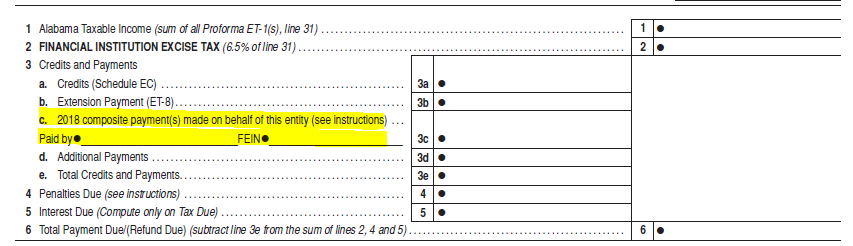 1 Alabama Taxable Income (sum of all Proforma ET-1(s), line 31) 1 ●
2 FINANCIAL INSTITUTION EXCISE TAX (6.5% of line 31) 2 ●
3 Credits and Payments
a. Credits (Schedule EC) 3a ●
b. Extension Payment (ET-8) 3b ●
c. 2018 composite payment(s) made on behalf of this entity (see instructions)
Paid by ● FEIN ● 3c ●
d. Additional Payments 3d ●
e. Total Credits and Payments. 3e ●
4 Penalties Due (see instructions) 4 ●
5 Interest Due (Compute only on Tax Due) 5 ●
6 Total Payment Due/(Refund Due) (subtract line 3e from the sum of lines 2, 4 and 5) 6 ●